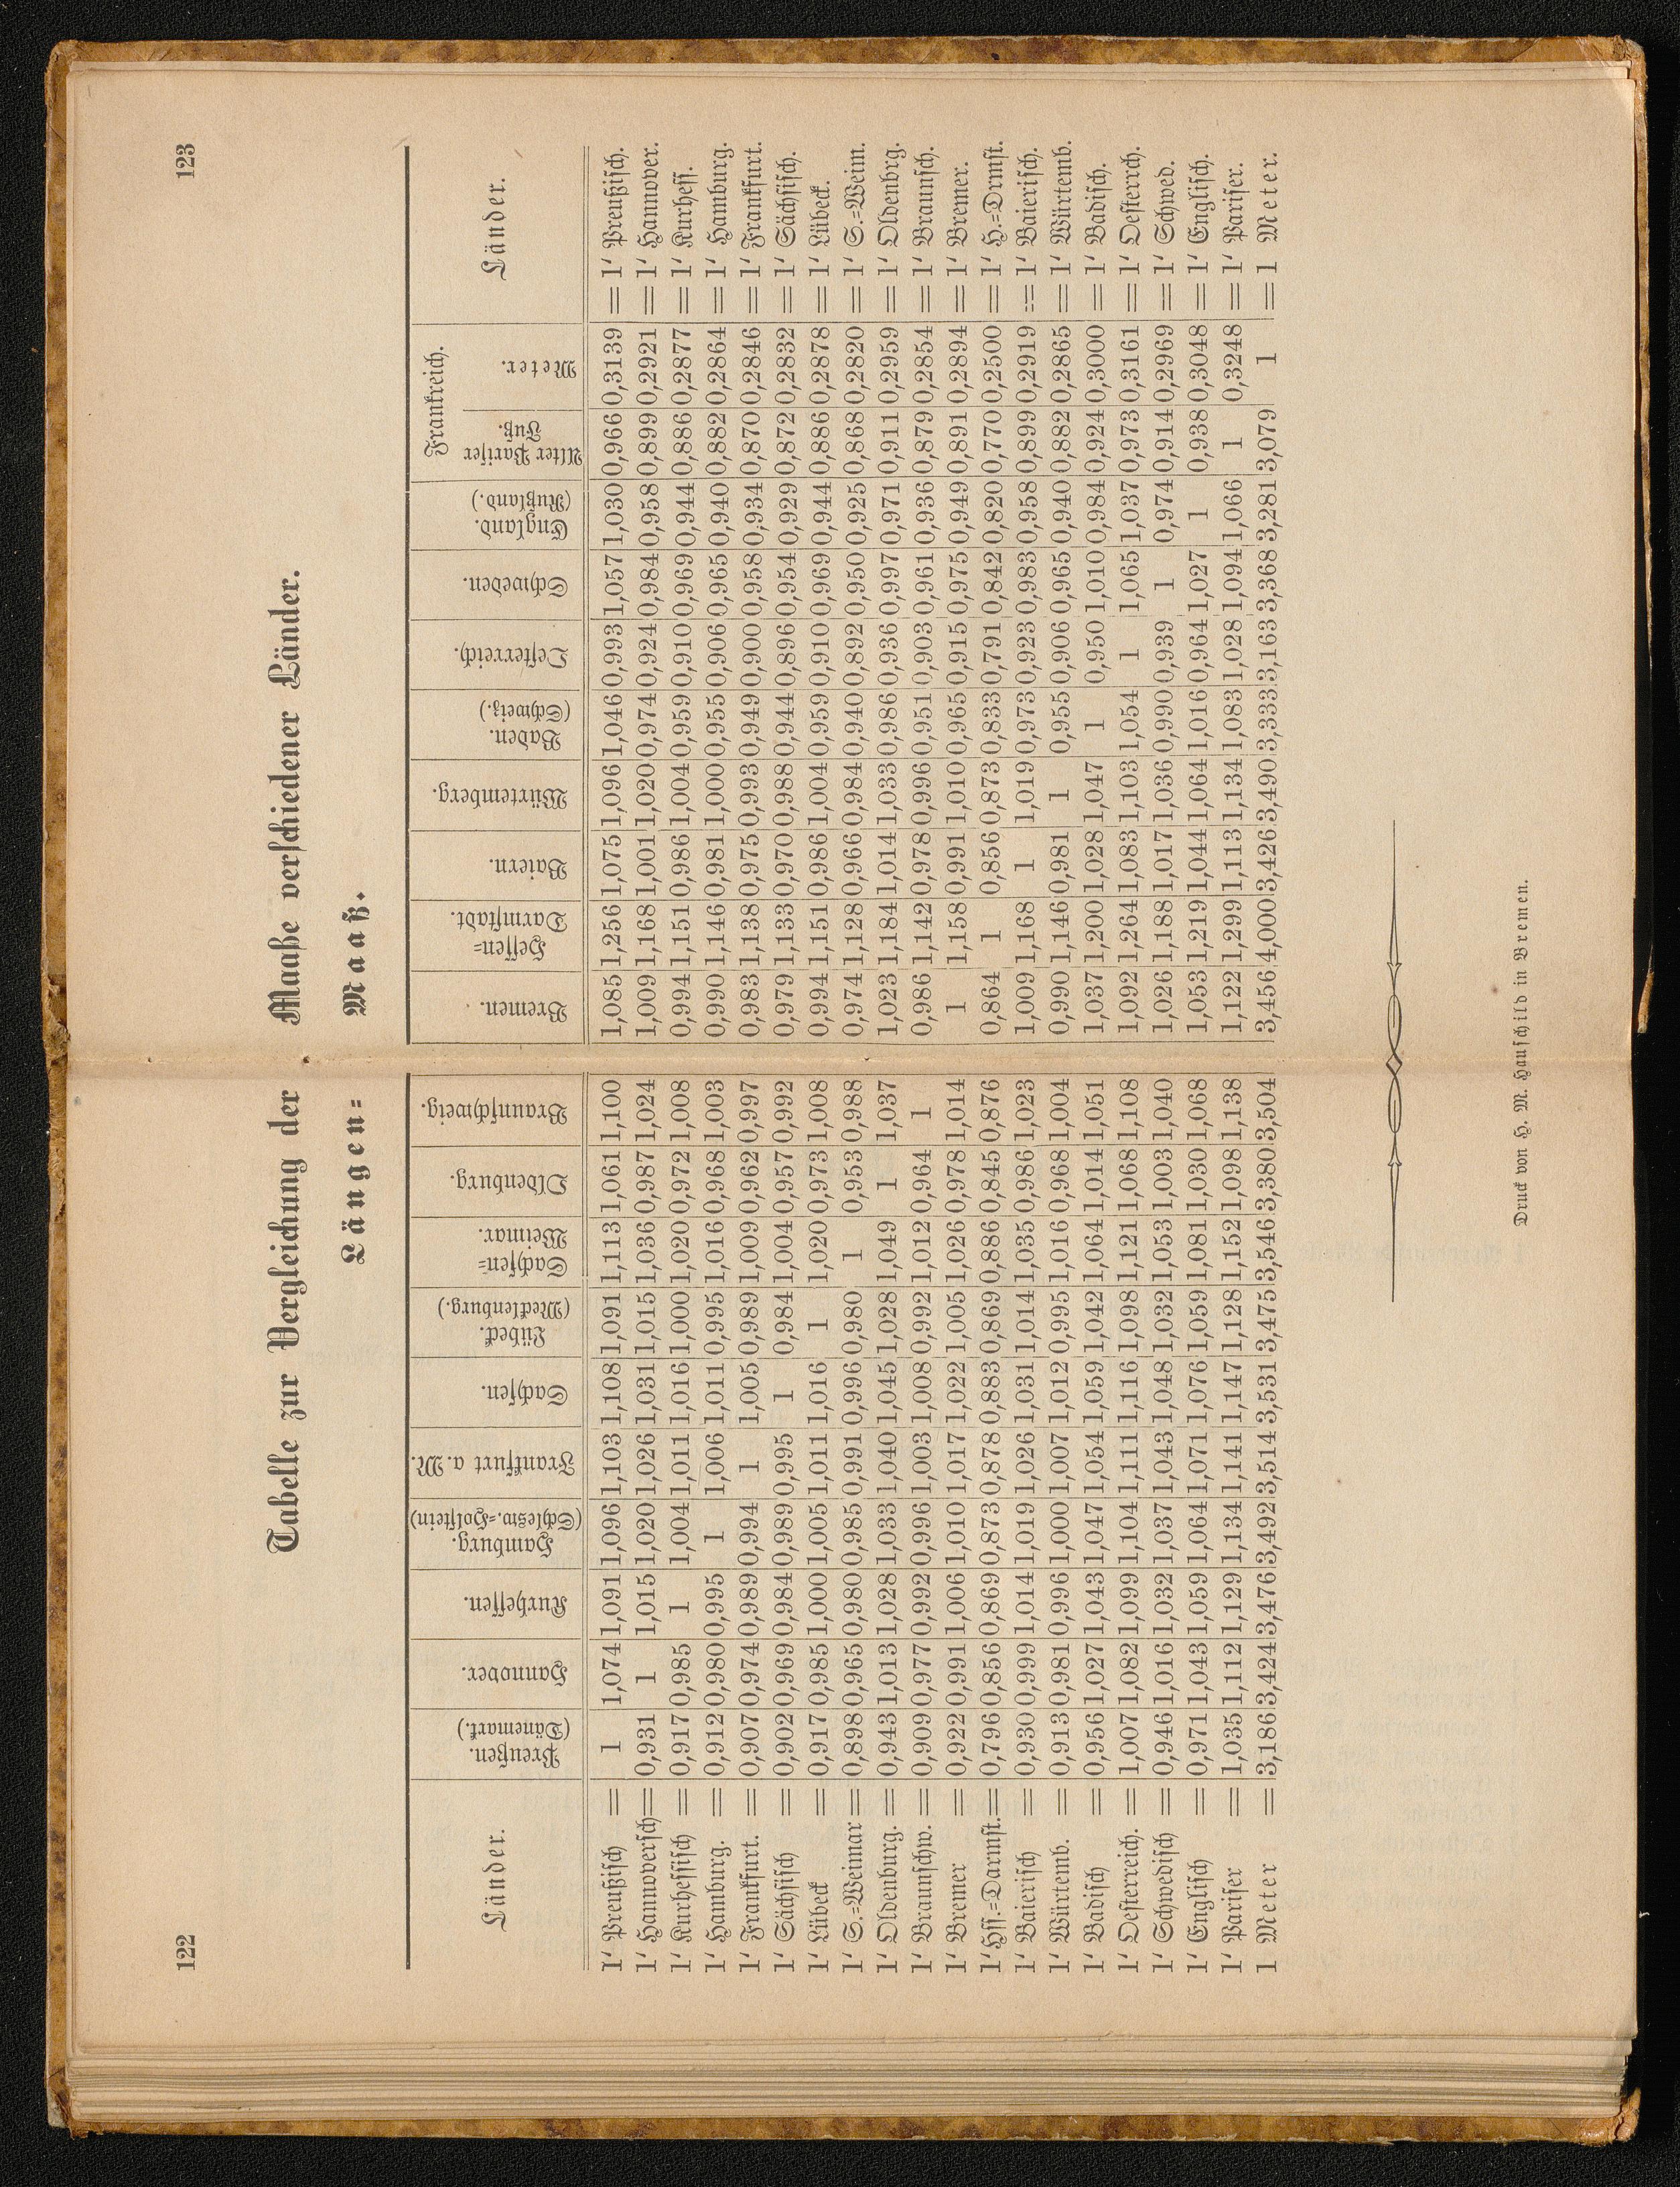 122
123
Tabelle zur Vergleichung der Maaße verschiedener Länder.
Längen= Maaß.
Länder.
Preußen.
(Dänemark.)
Hannover.
Kurhessen.
Hamburg.
(Schlesw.=Holstein)
Frankfurt a. M.
Sachsen.
Lübeck.
(Mecklenburg.)
Sachsen=
Weimar.
Oldenburg.
Braunschweig.
Bremen.
Hessen=
Darmstadt.
Baiern.
Würtemberg.
Baden.
(Schweiz.)
Oesterreich.
Schweden.
England.
(Rußland.)
Frankreich.
Alter Pariser
Fuß.
Meter.
Länder.
1' Preußisch = 1 1,074 1,091 1,096 1,103 1,108 1,091 1,113 1,061 1,100 1,085 1,256 1,075 1,096 1,046 0,993 1,057 1,030 0,966 0,3139 = 1' Preußisch.
1' Hannoversch = 0,931 1 1,015 1,020 1,026 1,031 1,015 1,036 0,987 1,024 1,009 1,168 1,001 1,020 0,974 0,924 0,984 0,958 0,899 0,2921 = 1' Hannover.
1' Kurhessisch = 0,917 0,985 1 1,004 1,011 1,016 1,000 1,020 0,972 1,008 0,994 1,151 0,986 1,004 0,959 0,910 0,969 0,944 0,886 0,2877 = 1' Kurhess.
1' Hamburg. = 0,912 0,980 0,995 1 1,006 1,011 0,995 1,016 0,968 1,003 0,990 1,146 0,981 1,000 0,955 0,906 0,965 0,940 0,882 0,2864 = 1' Hamburg.
1' Frankfurt. = 0,907 0,974 0,989 0,994 1 1,005 0,989 1,009 0,962 0,997 0,983 1,138 0,975 0,993 0,949 0,900 0,958 0,934 0,870 0,2846 = 1' Frankfurt.
1' Sächsisch = 0,902 0,969 0,984 0,989 0,995 1 0,984 1,004 0,957 0,992 0,979 1,133 0,970 0,988 0,944 0,896 0,954 0,929 0,872 0,2832 = 1' Sächsisch.
1' Lübeck = 0,917 0,985 1,000 1,005 1,011 1,016 1 1,020 0,973 1,008 0,994 1,151 0,986 1,004 0,959 0,910 0,969 0,944 0,886 0,2878 = 1' Lübeck.
1' S.=Weimar = 0,898 0,965 0,980 0,985 0,991 0,996 0,980 1 0,953 0,988 0,974 1,128 0,966 0,984 0,940 0,892 0,950 0,925 0,868 0,2820 = 1' S.=Weim.
1' Oldenburg. = 0,943 1,013 1,028 1,033 1,040 1,045 1,028 1,049 1 1,037 1,023 1,184 1,014 1,033 0,986 0,936 0,997 0,971 0,911 0,2959 = 1' Oldenbrg.
1' Braunschw. = 0,909 0,977 0,992 0,996 1,003 1,008 0,992 1,012 0,964 1 0,986 1,142 0,978 0,996 0,951 0,903 0,961 0,936 0,879 0,2854 = 1' Braunsch.
1' Bremer = 0,922 0,991 1,006 1,010 1,017 1,022 1,005 1,026 0,978 1,014 1 1,158 0,991 1,010 0,965 0,915 0,975 0,949 0,891 0,2894 = 1' Bremer.
1' Hss.=Darmst. = 0,796 0,856 0,869 0,873 0,878 0,883 0,869 0,886 0,845 0,876 0,864 1 0,856 0,873 0,833 0,791 0,842 0,820 0,770 0,2500 = 1' H.=Drmst.
1' Baierisch = 0,930 0,999 1,014 1,019 1,026 1,031 1,014 1,035 0,986 1,023 1,009 1,168 1 1,019 0,973 0,923 0,983 0,958 0,899 0,2919 = 1' Baierisch.
1' Würtemb. = 0,913 0,981 0,996 1,000 1,007 1,012 0,995 1,016 0,968 1,004 0,990 1,146 0,981 1 0,955 0,906 0,965 0,940 0,882 0,2865 = 1' Würtemb.
1' Badisch = 0,956 1,027 1,043 1,047 1,054 1,059 1,042 1,064 1,014 1,051 1,037 1,200 1,028 1,047 1 0,950 1,010 0,984 0,924 0,3000 = 1' Badisch.
1' Oesterreich. = 1,007 1,082 1,099 1,104 1,111 1,116 1,098 1,121 1,068 1,108 1,092 1,264 1,083 1,103 1,054 1 1,065 1,037 0,973 0,3161 = 1' Oesterrch.
1' Schwedisch = 0,946 1,016 1,032 1,037 1,043 1,048 1,032 1,053 1,003 1,040 1,026 1,188 1,017 1,036 0,990 0,939 1 0,974 0,914 0,2969 = 1' Schwed.
1' Englisch = 0,971 1,043 1,059 1,064 1,071 1,076 1,059 1,081 1,030 1,068 1,053 1,219 1,044 1,064 1,016 0,964 1,027 1 0,938 0,3048 = 1' Englisch.
1' Pariser = 1,035 1,112 1,129 1,134 1,141 1,147 1,128 1,152 1,098 1,138 1,122 1,299 1,113 1,134 1,083 1,028 1,094 1,066 1 0,3248 = 1' Pariser.
1 Meter = 3,186 3,424 3,476 3,492 3,514 3,531 3,475 3,546 3,380 3,504 3,456 4,000 3,426 3,490 3,333 3,163 3,368 3,281 3,079 1 = 1 Meter.
Druck von H. M. Hauschild in Bremen.